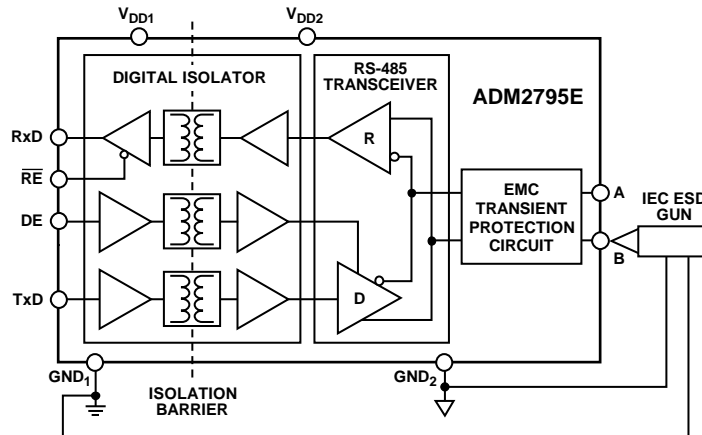 VDD1
VDD2
DIGITAL ISOLATOR
RS-485
TRANSCEIVER
ADM2795E
RxD
R
RE
EMC
TRANSIENT
PROTECTION
CIRCUIT
A
IEC ESD
GUN
DE
B
TxD
D
GND1
GND2
ISOLATION
BARRIER